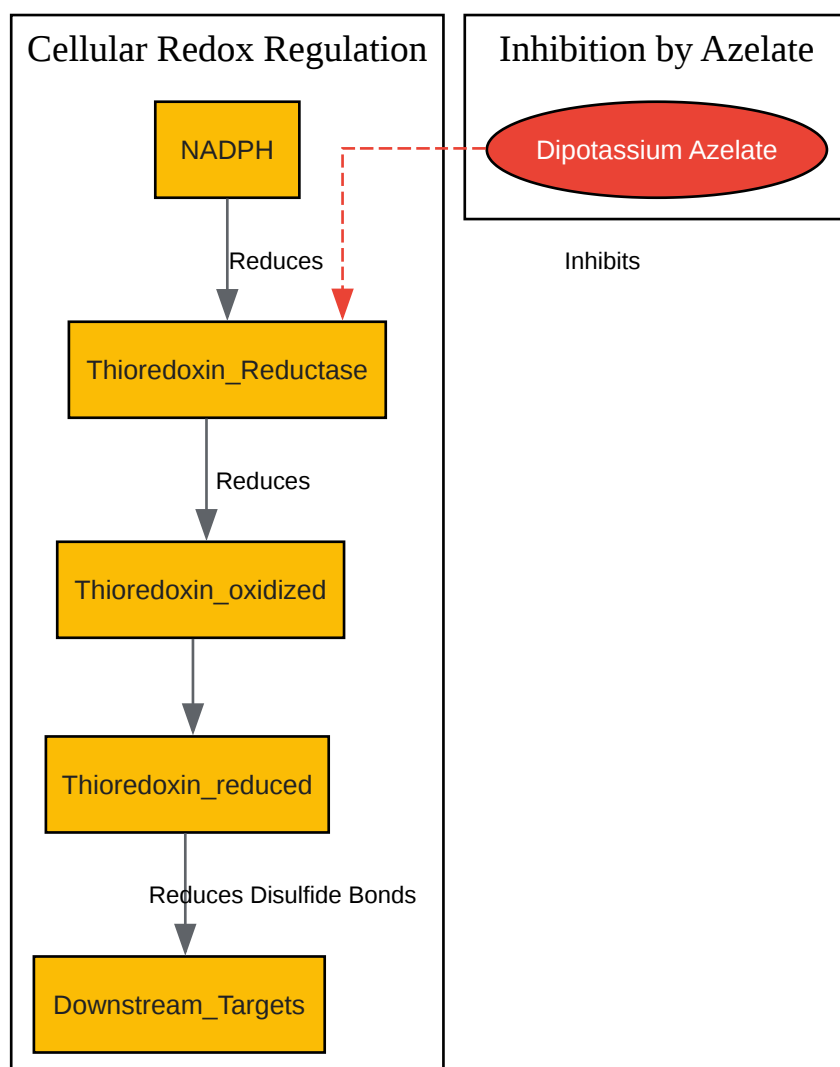 Cellular Redox Regulation
Inhibition by Azelate
NADPH
Dipotassium Azelate
Reduces
Inhibits
Thioredoxin_Reductase
Reduces
Thioredoxin_oxidized
Thioredoxin_reduced
Reduces Disulfide Bonds
Downstream_Targets